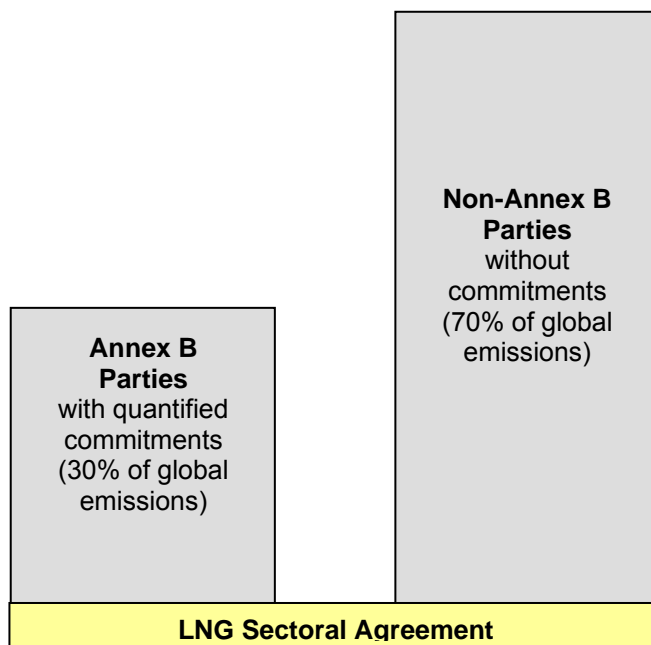 Non-Annex B
Parties
without
commitments
(70% of global
emissions)
Annex B
Parties
with quantified
commitments
(30% of global
emissions)
LNG Sectoral Agreement